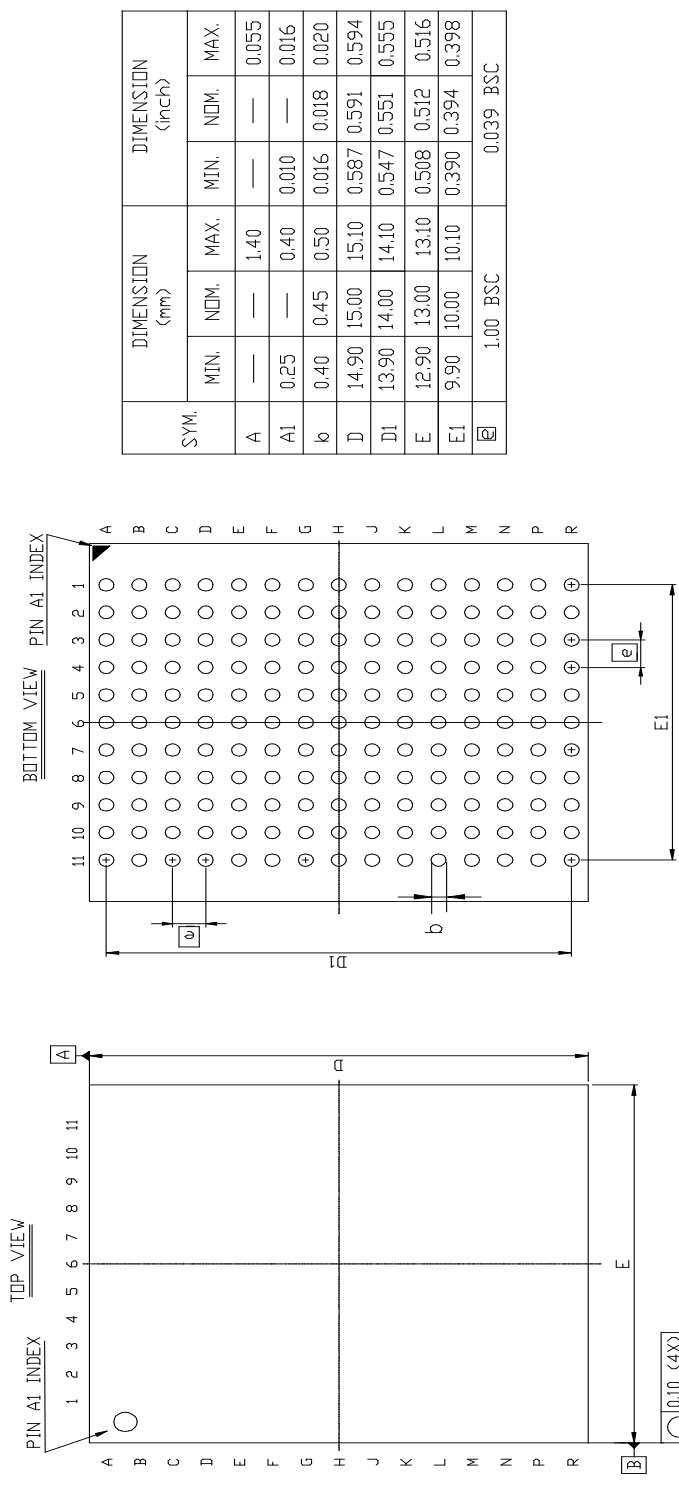 TOP VIEW
PIN A1 INDEX
1 2 3 4 5 6 7 8 9 10 11
A
B
C
D
E
F
G
H
J
K
L
M
N
P
R
A
D
E
B
0.10 (4X)
BOTTOM VIEW
PIN A1 INDEX
11 10 9 8 7 6 5 4 3 2 1
A
B
C
D
E
F
G
H
J
K
L
M
N
P
R
e
D1
b
e
E1
SYM. DIMENSION (mm) DIMENSION (inch)
MIN. NOM. MAX. MIN. NOM. MAX.
A — — 1.40 — — 0.055
A1 0.25 — 0.40 0.010 — 0.016
b 0.40 0.45 0.50 0.016 0.018 0.020
D 14.90 15.00 15.10 0.587 0.591 0.594
D1 13.90 14.00 14.10 0.547 0.551 0.555
E 12.90 13.00 13.10 0.508 0.512 0.516
E1 9.90 10.00 10.10 0.390 0.394 0.398
e 1.00 BSC 0.039 BSC